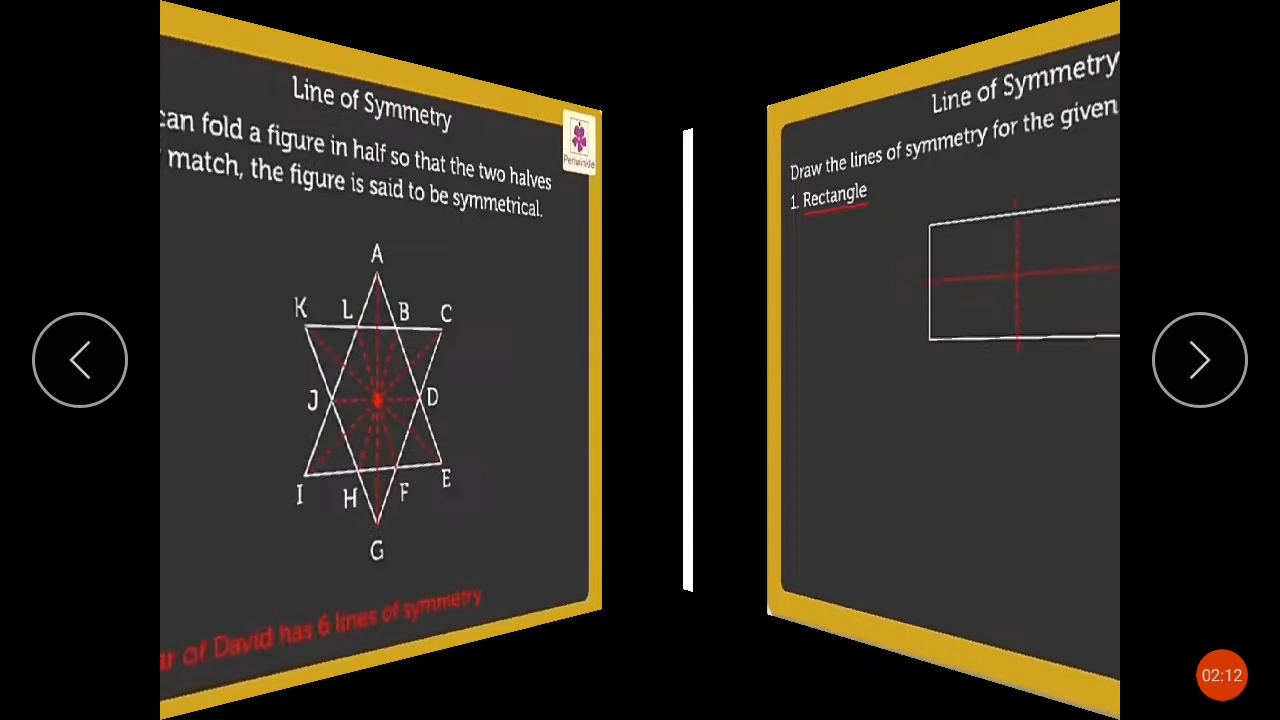 Line of Symmetry
can fold a figure in half so that the two halves
match, the figure is said to be symmetrical.
Periwinkle
A
K L B C
J D
I H F E
G
of David has 6 lines of symmetry
Line of Symmetry
Draw the lines of symmetry for the given
1. Rectangle
02:12